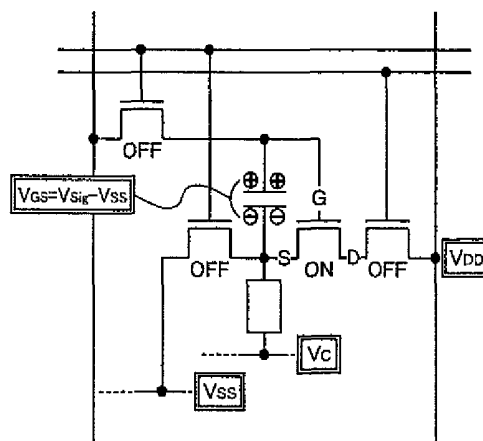 OFF
VGS=VSig-VSS
⊕ ⊕
⊖ ⊖
G
OFF
S
ON
D
OFF
VDD
VC
VSS